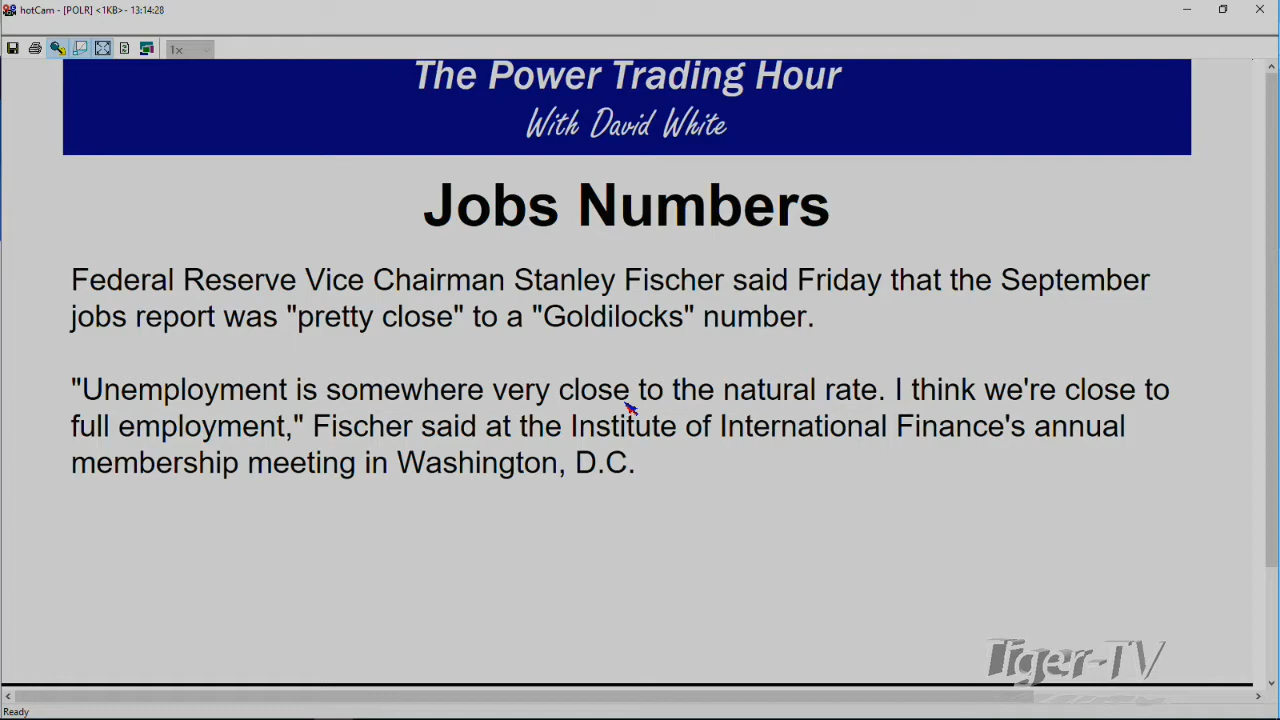 hotCam - [POLR] <1KB> - 13:14:28
1x
The Power Trading Hour
With David White
Jobs Numbers
Federal Reserve Vice Chairman Stanley Fischer said Friday that the September
jobs report was "pretty close" to a "Goldilocks" number.
"Unemployment is somewhere very close to the natural rate. I think we're close to
full employment," Fischer said at the Institute of International Finance's annual
membership meeting in Washington, D.C.
Tiger-TV
Ready